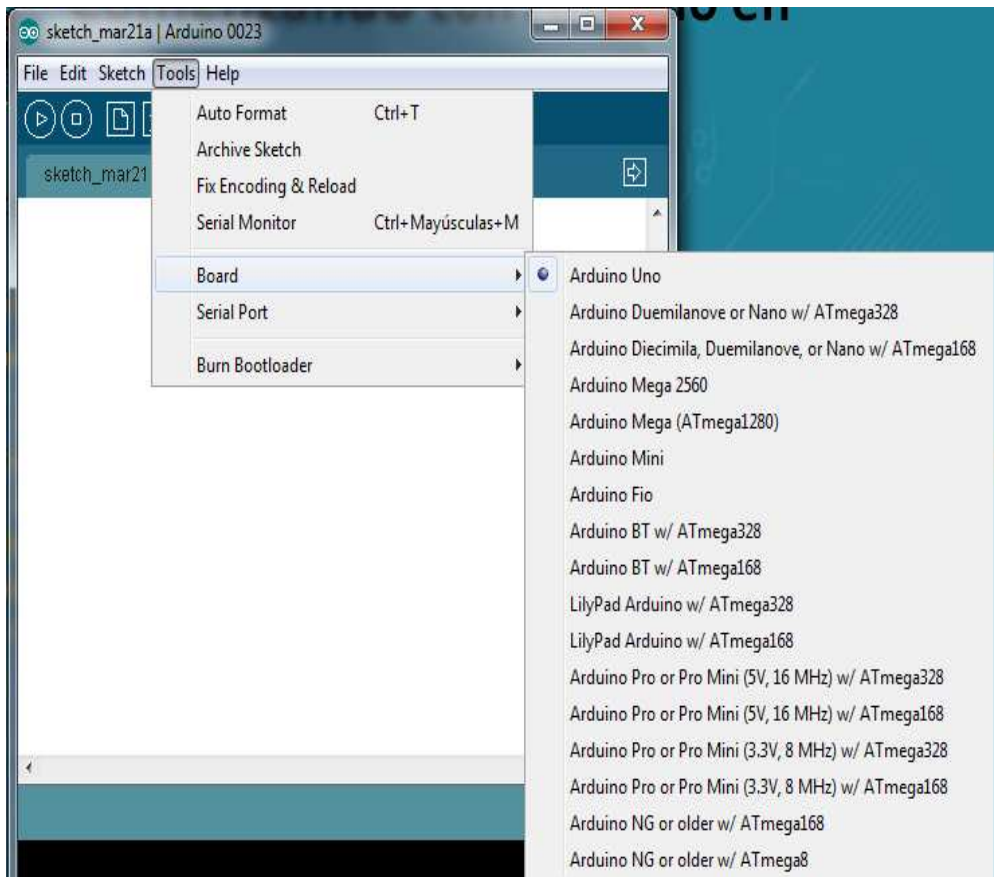 sketch_mar21a | Arduino 0023
File Edit Sketch Tools Help
Auto Format Ctrl+T
Archive Sketch
sketch_mar21
Fix Encoding & Reload
Serial Monitor Ctrl+Mayúsculas+M
Board
Serial Port
Burn Bootloader
Arduino Uno
Arduino Duemilanove or Nano w/ ATmega328
Arduino Diecimila, Duemilanove, or Nano w/ ATmega168
Arduino Mega 2560
Arduino Mega (ATmega1280)
Arduino Mini
Arduino Fio
Arduino BT w/ ATmega328
Arduino BT w/ ATmega168
LilyPad Arduino w/ ATmega328
LilyPad Arduino w/ ATmega168
Arduino Pro or Pro Mini (5V, 16 MHz) w/ ATmega328
Arduino Pro or Pro Mini (5V, 16 MHz) w/ ATmega168
Arduino Pro or Pro Mini (3.3V, 8 MHz) w/ ATmega328
Arduino Pro or Pro Mini (3.3V, 8 MHz) w/ ATmega168
Arduino NG or older w/ ATmega168
Arduino NG or older w/ ATmega8